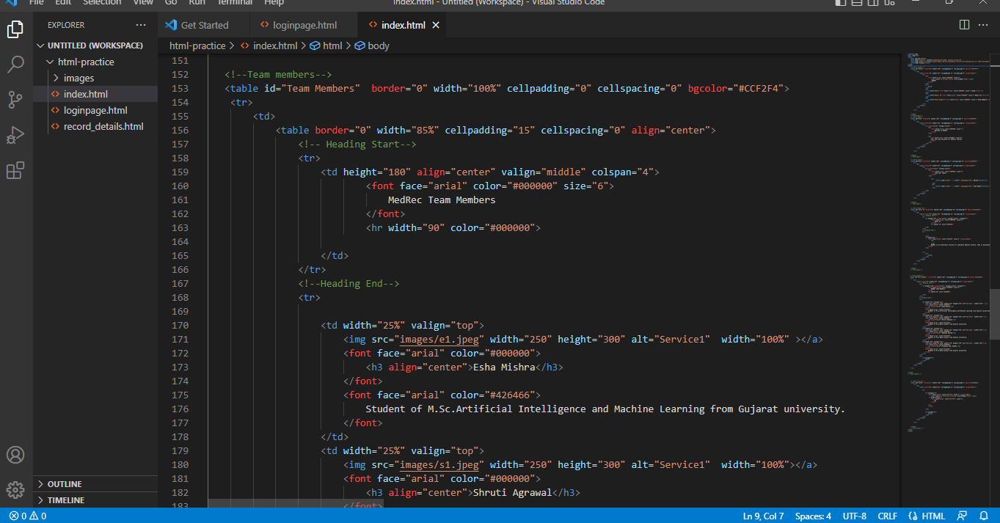 File Edit Selection View Go Run Terminal Help index.html - Untitled (Workspace) - Visual Studio Code
EXPLORER ...
UNTITLED (WORKSPACE)
html-practice
images
index.html
loginpage.html
record_details.html
OUTLINE
TIMELINE
Get Started loginpage.html index.html
html-practice > index.html > html > body
151
152 <!--Team members-->
153 <table id="Team Members"  border="0" width="100%" cellpadding="0" cellspacing="0" bgcolor="#CCF2F4">
154 <tr>
155 <td>
156 <table border="0" width="85%" cellpadding="15" cellspacing="0" align="center">
157 <!-- Heading Start-->
158 <tr>
159 <td height="180" align="center" valign="middle" colspan="4">
160 <font face="arial" color="#000000" size="6">
161 MedRec Team Members
162 </font>
163 <hr width="90" color="#000000">
164
165 </td>
166 </tr>
167 <!--Heading End-->
168 <tr>
169
170 <td width="25%" valign="top">
171 <img src="images/e1.jpeg" width="250" height="300" alt="Service1"  width="100%" ></a>
172 <font face="arial" color="#000000">
173 <h3 align="center">Esha Mishra</h3>
174 </font>
175 <font face="arial" color="#426466">
176 Student of M.Sc.Artificial Intelligence and Machine Learning from Gujarat university.
177 </font>
178 </td>
179 <td width="25%" valign="top">
180 <img src="images/s1.jpeg" width="250" height="300" alt="Service1"  width="100%"></a>
181 <font face="arial" color="#000000">
182 <h3 align="center">Shruti Agrawal</h3>
183 </font>
0 0 Ln 9, Col 7 Spaces: 4 UTF-8 CRLF HTML